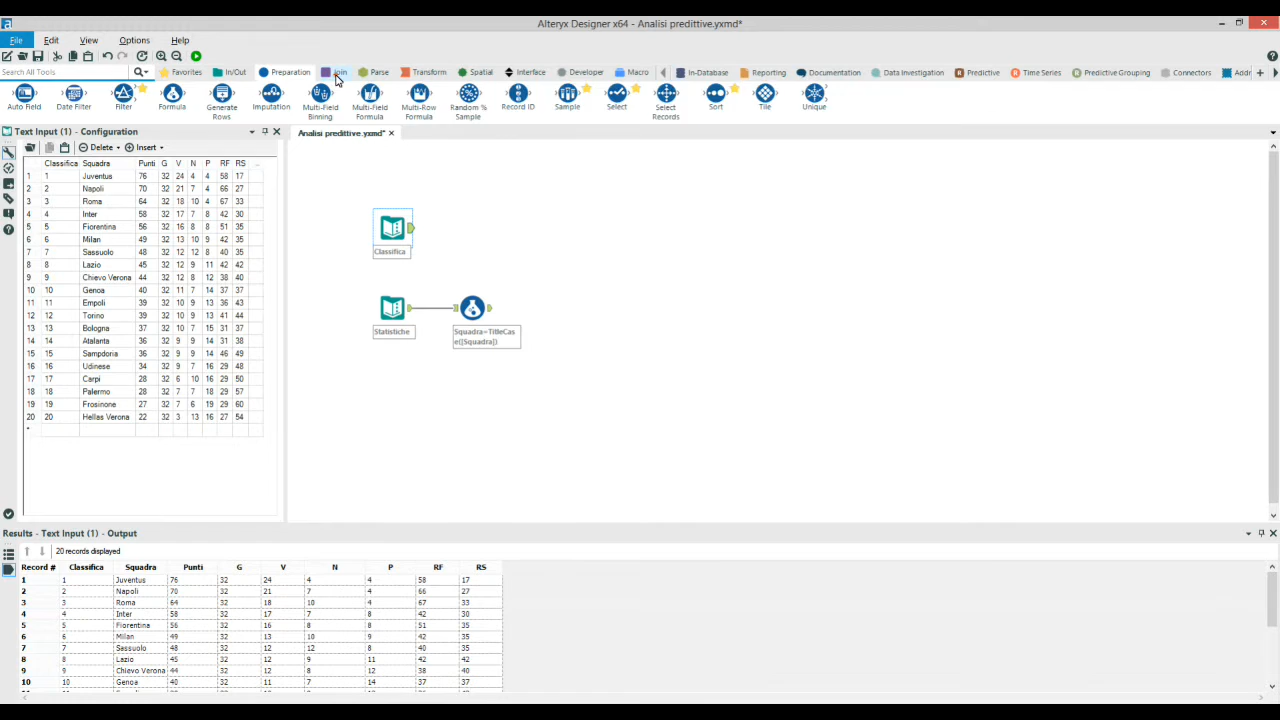 Alteryx Designer x64 - Analisi predittive.yxmd*
File Edit View Options Help
Search All Tools Favorites In/Out Preparation Join Parse Transform Spatial Interface Developer Macro In-Database Reporting Documentation Data Investigation Predictive Time Series Predictive Grouping Connectors
Auto Field Date Filter Filter Formula Generate Rows Imputation Multi-Field Binning Multi-Field Formula Multi-Row Formula Random % Sample Record ID Sample Select Select Records Sort Tile Unique
Text Input (1) - Configuration
Analisi predittive.yxmd*
Delete Insert
Classifica Squadra Punti G V N P RF RS ...
1 1 Juventus 76 32 24 4 4 58 17
2 2 Napoli 70 32 21 7 4 66 27
3 3 Roma 64 32 18 10 4 67 33
4 4 Inter 58 32 17 7 8 42 30
5 5 Fiorentina 56 32 16 8 8 51 35
6 6 Milan 49 32 13 10 9 42 35
7 7 Sassuolo 48 32 12 12 8 40 35
8 8 Lazio 45 32 12 9 11 42 42
9 9 Chievo Verona 44 32 12 8 12 38 40
10 10 Genoa 40 32 11 7 14 37 37
11 11 Empoli 39 32 10 9 13 36 43
12 12 Torino 39 32 10 9 13 41 44
13 13 Bologna 37 32 10 7 15 31 37
14 14 Atalanta 36 32 9 9 14 31 38
15 15 Sampdoria 36 32 9 9 14 46 49
16 16 Udinese 34 32 9 7 16 29 48
17 17 Carpi 28 32 6 10 16 29 50
18 18 Palermo 28 32 7 7 18 29 57
19 19 Frosinone 27 32 7 6 19 29 60
20 20 Hellas Verona 22 32 3 13 16 27 54
*
Classifica
Statistiche
Squadra=TitleCas
e([Squadra])
Results - Text Input (1) - Output
20 records displayed
Record # Classifica Squadra Punti G V N P RF RS
1 1 Juventus 76 32 24 4 4 58 17
2 2 Napoli 70 32 21 7 4 66 27
3 3 Roma 64 32 18 10 4 67 33
4 4 Inter 58 32 17 7 8 42 30
5 5 Fiorentina 56 32 16 8 8 51 35
6 6 Milan 49 32 13 10 9 42 35
7 7 Sassuolo 48 32 12 12 8 40 35
8 8 Lazio 45 32 12 9 11 42 42
9 9 Chievo Verona 44 32 12 8 12 38 40
10 10 Genoa 40 32 11 7 14 37 37